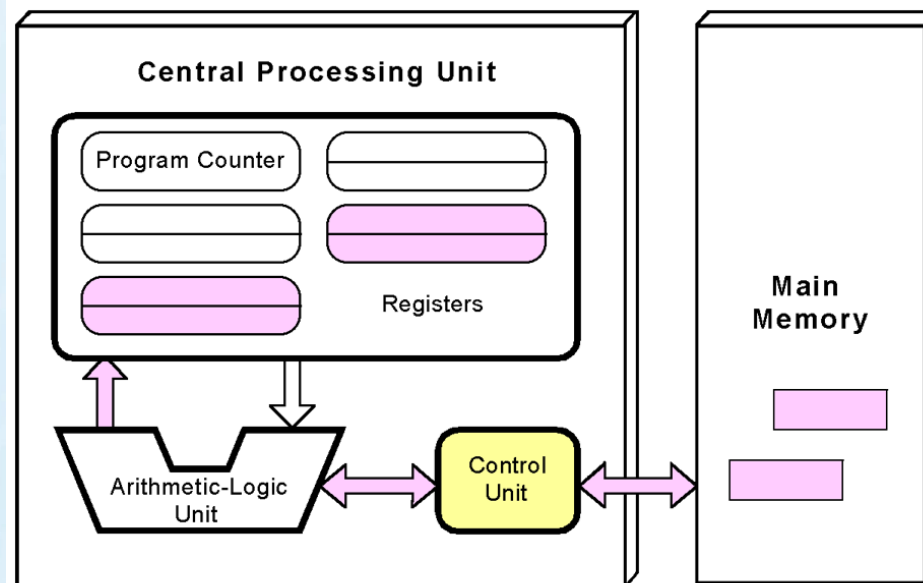 Central Processing Unit
Program Counter
Registers
Main
Memory
Arithmetic-Logic
Unit
Control
Unit